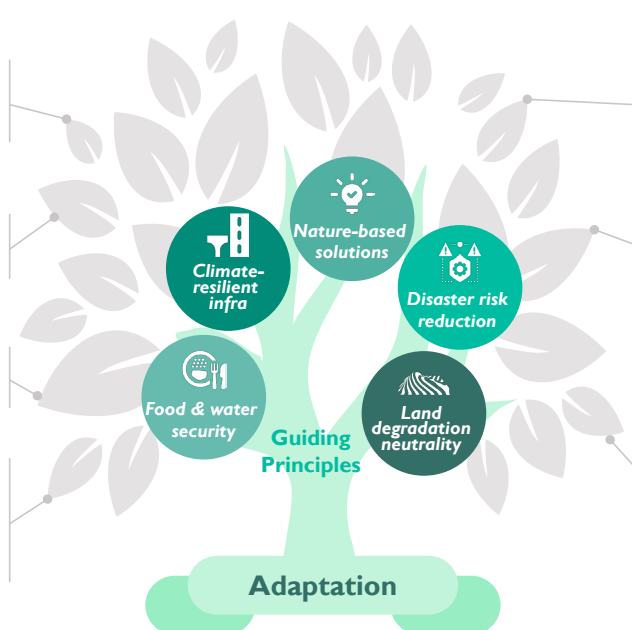 Nature-based
solutions
Climate-
resilient
infra
Disaster risk
reduction
Food & water
security
Land
degradation
neutrality
Guiding
Principles
Adaptation